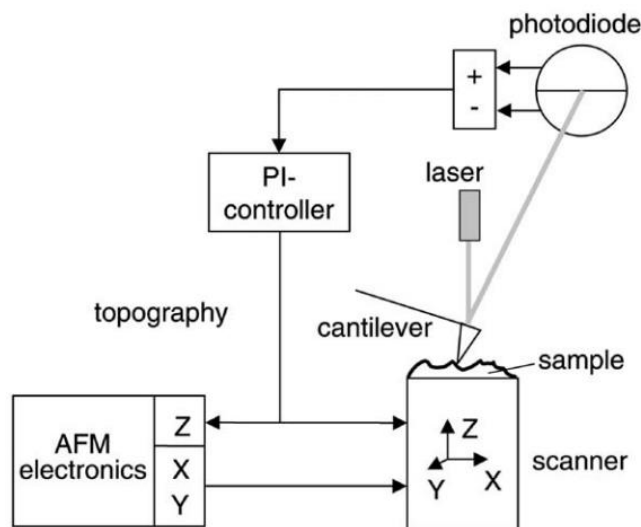 photodiode
+
-
laser
PI-
controller
topography
cantilever
sample
AFM
electronics
Z
X
Y
Z
Y
X
scanner